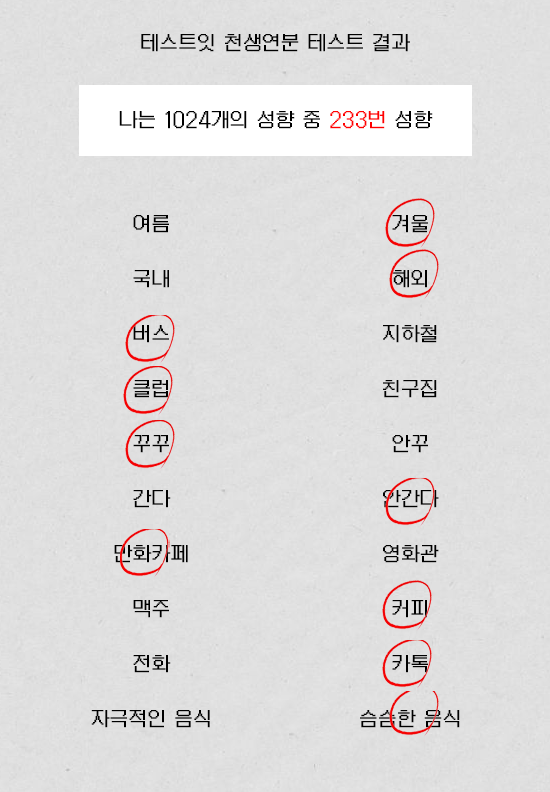 테스트잇 천생연분 테스트 결과
나는 1024개의 성향 중 233번 성향
여름 겨울
국내 해외
버스 지하철
클럽 친구집
꾸꾸 안꾸
간다 안간다
만화카페 영화관
맥주 커피
전화 카톡
자극적인 음식 슴슴한 음식